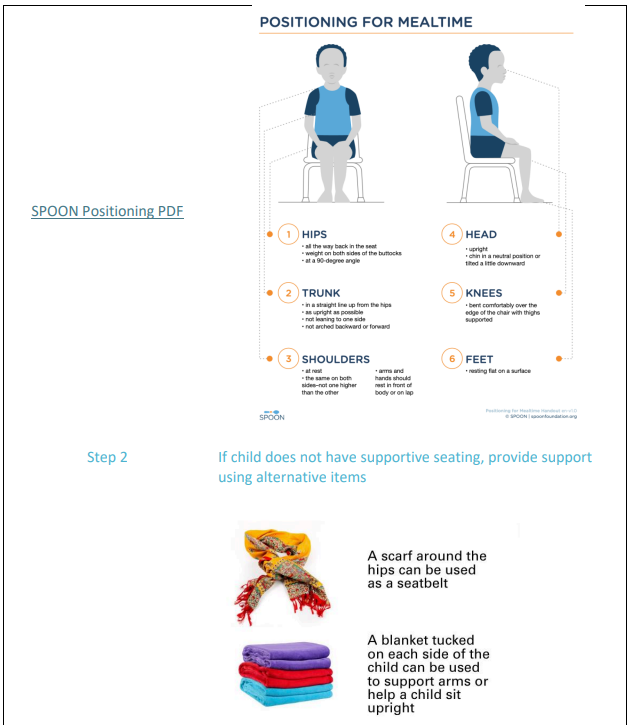 POSITIONING FOR MEALTIME
SPOON Positioning PDF
1 HIPS
• all the way back in the seat
• weight on both sides of the buttocks
• at a 90-degree angle
4 HEAD
• upright
• chin in a neutral position or
tilted a little downward
2 TRUNK
• in a straight line up from the hips
• as upright as possible
• not leaning to one side
• not arched backward or forward
5 KNEES
• bent comfortably over the
edge of the chair with thighs
supported
3 SHOULDERS
• at rest
• the same on both
sides–not one higher
than the other
• arms and
hands should
rest in front of
body or on lap
6 FEET
• resting flat on a surface
SPOON
Positioning for Mealtime Handout
© SPOON | spoonfoundation.org
Step 2
If child does not have supportive seating, provide support
using alternative items
A scarf around the
hips can be used
as a seatbelt
A blanket tucked
on each side of the
child can be used
to support arms or
help a child sit
upright